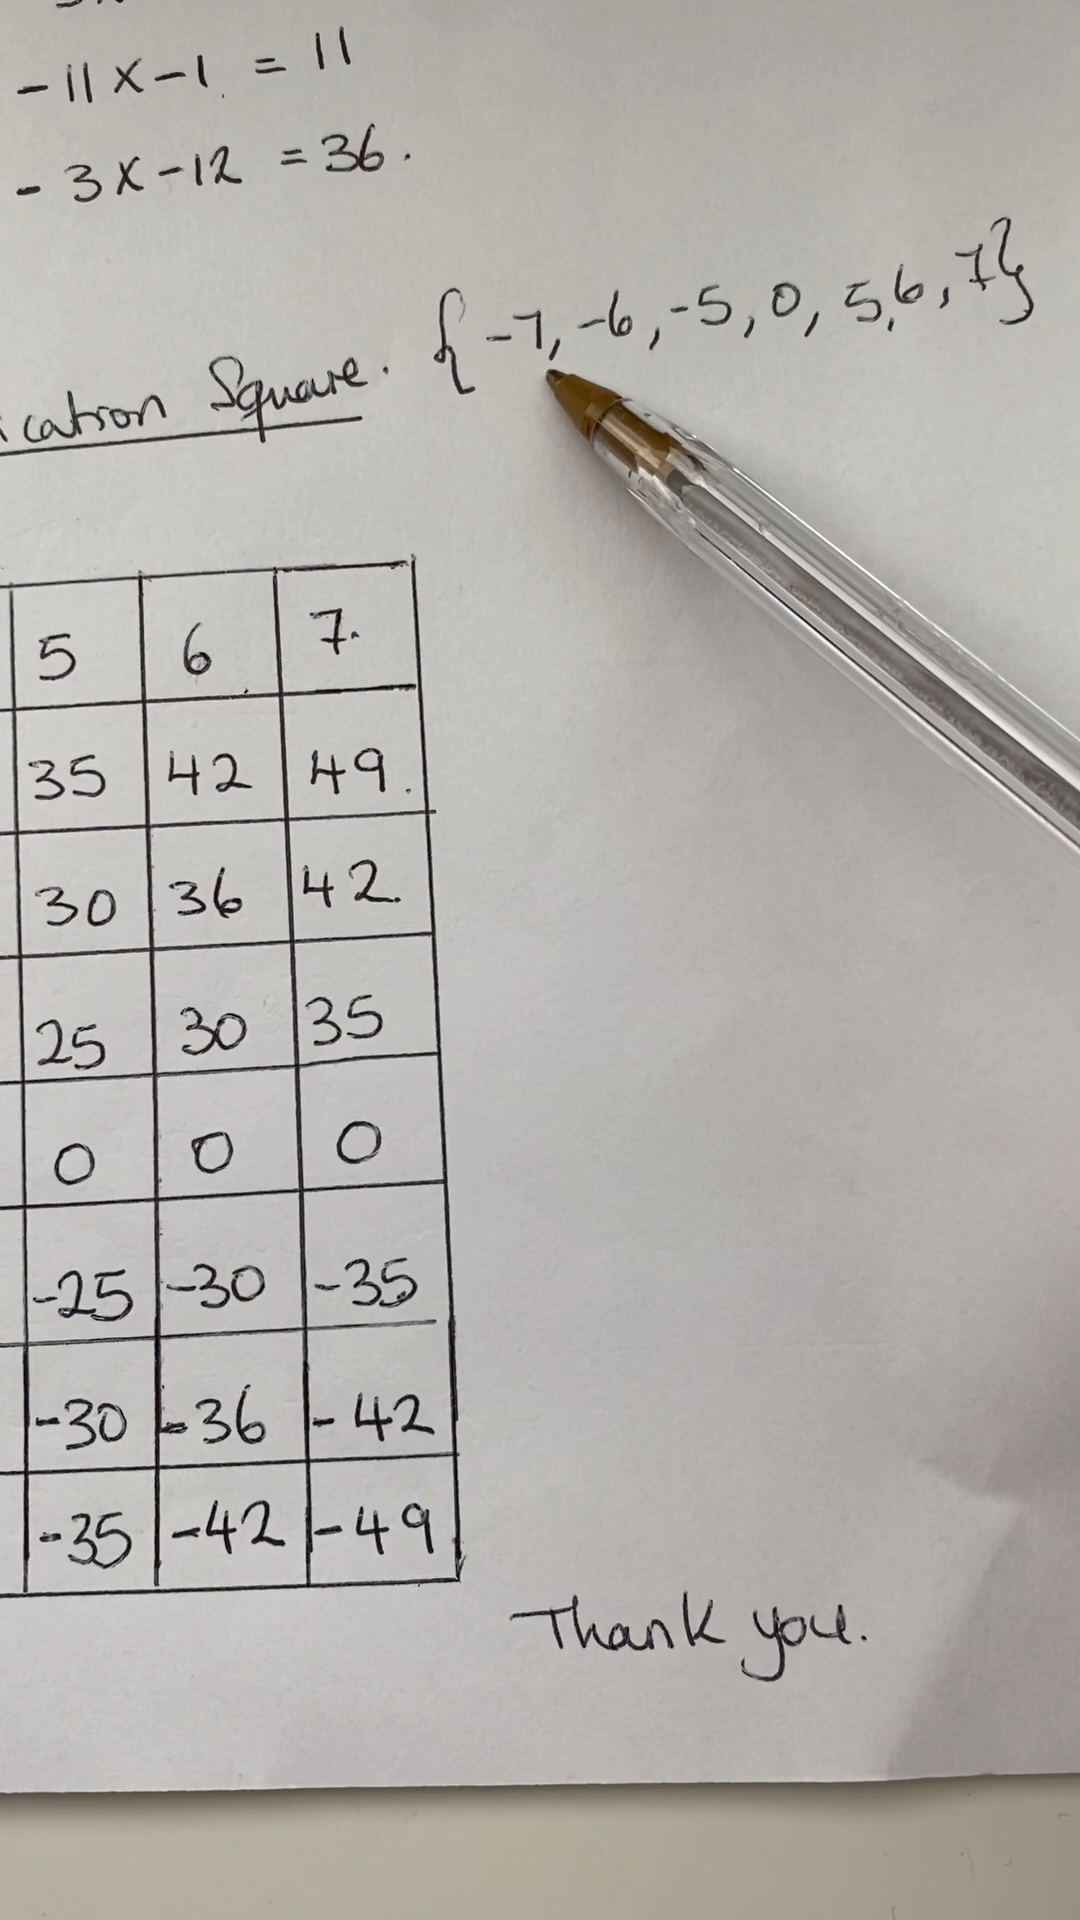 -11 x -1 = 11
-3 x -12 = 36.
ication Square. {-7, -6, -5, 0, 5, 6, 7}
5 6 7.
35 42 49.
30 36 42.
25 30 35
0 0 0
-25 -30 -35
-30 -36 -42
-35 -42 -49
Thank you.